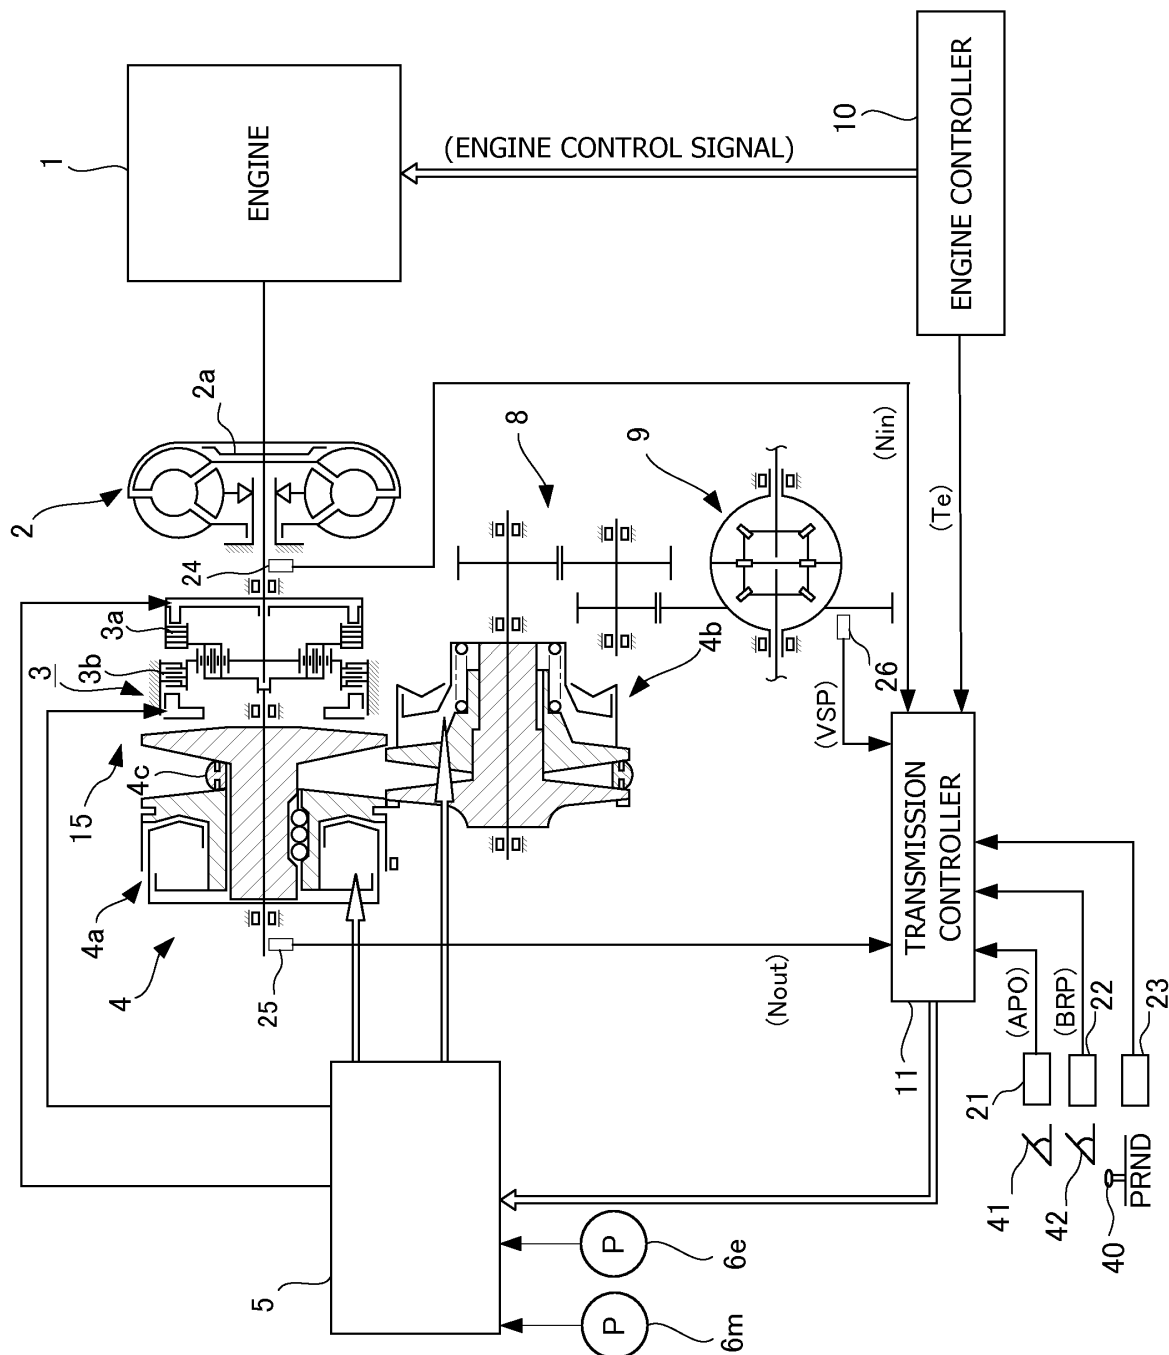 1
ENGINE
(ENGINE CONTROL SIGNAL)
10
ENGINE CONTROLLER
2
2a
24
8
9
(Nin)
(Te)
3
3a
3b
15
4c
4a
4
4b
26
(VSP)
25
(Nout)
TRANSMISSION
CONTROLLER
11
(APO)
(BRP)
21
22
23
41
42
40
PRND
5
P
6e
P
6m